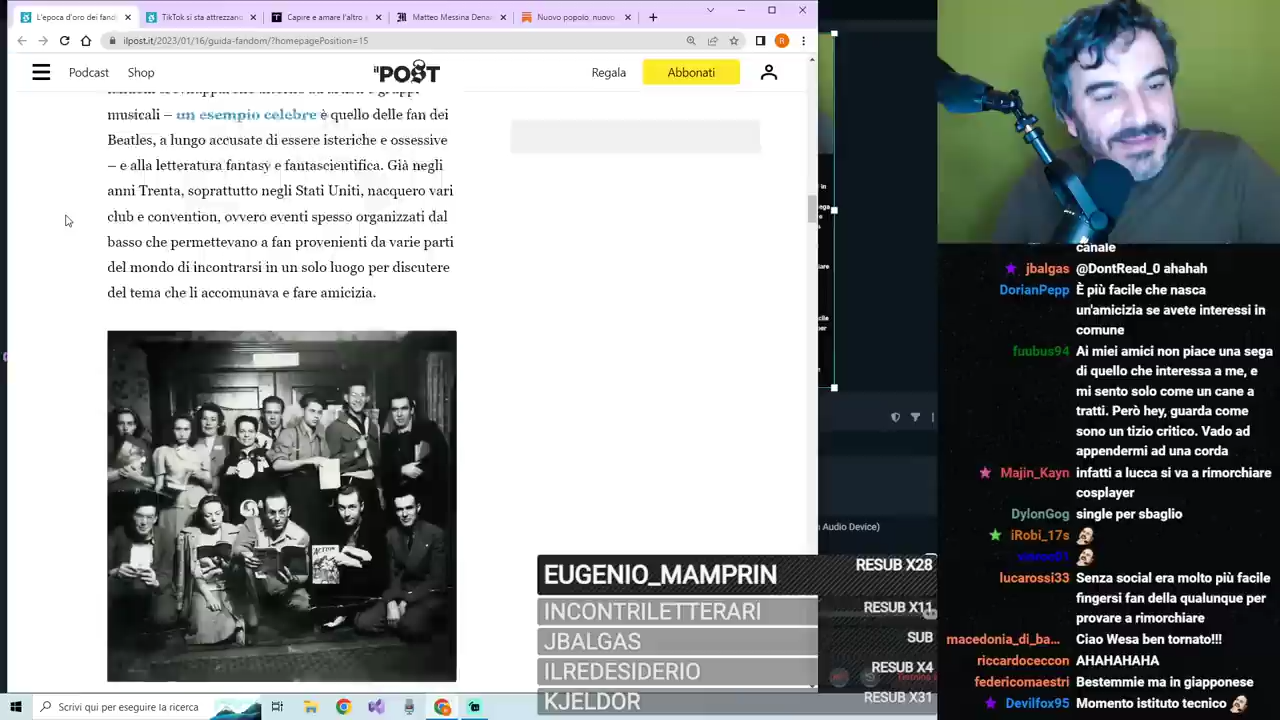 L'epoca d'oro dei fand
TikTok si sta attrezzand
Capire e amare l'altro
Matteo Messina Dena
Nuovo popolo_nuovo
ilpost.it/2023/01/16/guida-fandom/?homepagePosition=15
R
Podcast
Shop
il POST
Regala
Abbonati
musicali – un esempio celebre è quello delle fan dei
Beatles, a lungo accusate di essere isteriche e ossessive
– e alla letteratura fantasy e fantascientifica. Già negli
anni Trenta, soprattutto negli Stati Uniti, nacquero vari
club e convention, ovvero eventi spesso organizzati dal
basso che permettevano a fan provenienti da varie parti
del mondo di incontrarsi in un solo luogo per discutere
del tema che li accomunava e fare amicizia.
Audio Device)
EUGENIO_MAMPRIN RESUB X28
INCONTRILETTERARI RESUB X11
JBALGAS SUB
ILREDESIDERIO RESUB X4
KJELDOR RESUB X31
Scrivi qui per eseguire la ricerca
canale
jbalgas @DontRead_0 ahahah
DorianPepp È più facile che nasca
un'amicizia se avete interessi in
comune
fuubus94 Ai miei amici non piace una sega
di quello che interessa a me, e
mi sento solo come un cane a
tratti. Però hey, guarda come
sono un tizio critico. Vado ad
appendermi ad una corda
Majin_Kayn infatti a lucca si va a rimorchiare
cosplayer
DylonGog single per sbaglio
iRobi_17s
lucarossi33 Senza social era molto più facile
fingersi fan della qualunque per
provare a rimorchiare
macedonia_di_ba... Ciao Wesa ben tornato!!!
riccardoceccon AHAHAHAHA
federicomaestri Bestemmie ma in giapponese
Devilfox95 Momento istituto tecnico